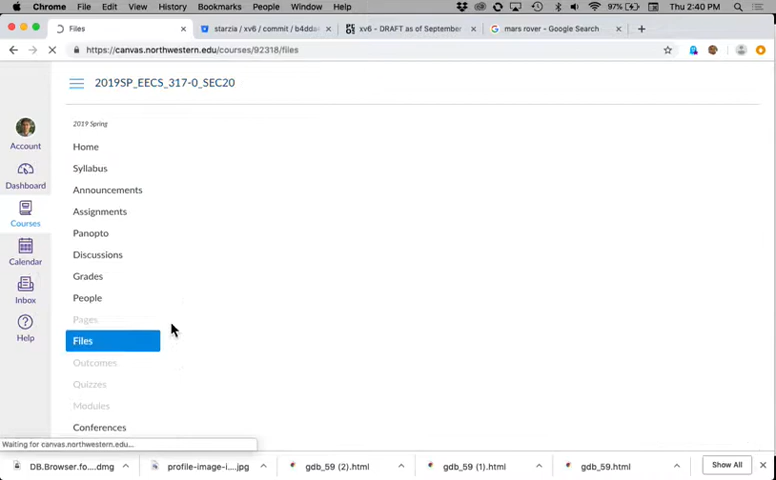 Chrome File Edit View History Bookmarks People Window Help 97% Thu 2:40 PM
Files starzia / xv6 / commit / b4dda xv6 - DRAFT as of September mars rover - Google Search
https://canvas.northwestern.edu/courses/92318/files
2019SP_EECS_317-0_SEC20
2019 Spring
Account
Dashboard
Courses
Calendar
Inbox
Help
Home
Syllabus
Announcements
Assignments
Panopto
Discussions
Grades
People
Pages
Files
Outcomes
Quizzes
Modules
Conferences
Waiting for canvas.northwestern.edu...
DB.Browser.fo....dmg profile-image-i....jpg gdb_59 (2).html gdb_59 (1).html gdb_59.html Show All